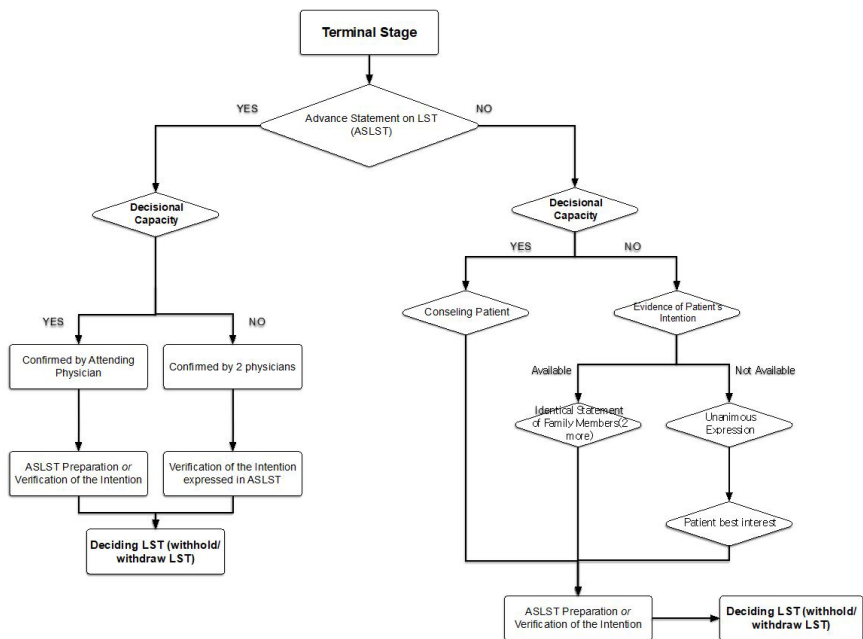 Terminal Stage
YES
NO
Advance Statement on LST
(ASLST)
Decisional
Capacity
Decisional
Capacity
YES
NO
Conseling Patient
Evidence of Patient's
Intention
YES
NO
Confirmed by Attending
Physician
Confirmed by 2 physicians
Available
Not Available
Identical Statement
of Family Members(2
more)
Unanimous
Expression
ASLST Preparation or
Verification of the Intention
Verification of the Intention
expressed in ASLST
Patient best interest
Deciding LST (withhold/
withdraw LST)
ASLST Preparation or
Verification of the Intention
Deciding LST (withhold/
withdraw LST)